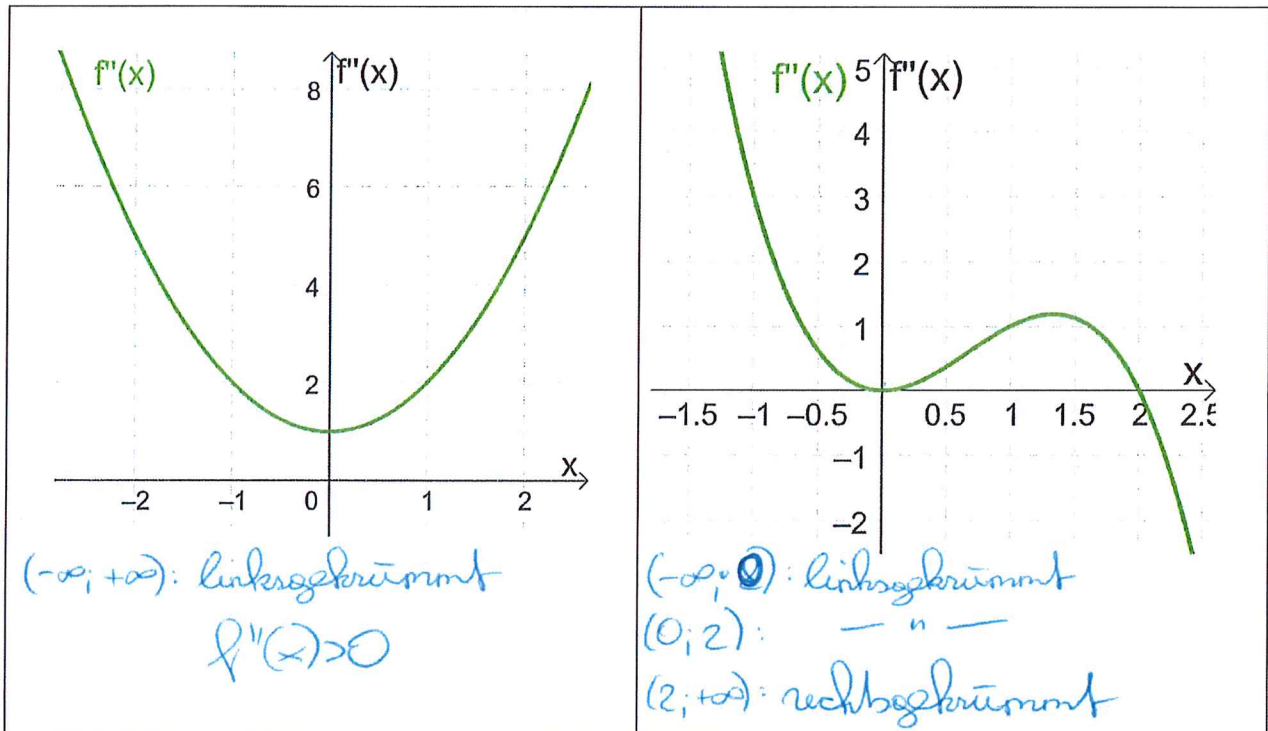 f"(x)
f"(x)
8
6
4
2
x
-2 -1 0 1 2
(-∞; +∞): linksgekrümmt
f"(x)>0
f"(x)
5 f"(x)
4
3
2
1
x
-1.5 -1 -0.5 0.5 1 1.5 2 2.5
-1
-2
(-∞; 0): linksgekrümmt
(0; 2): — " —
(2; +∞): rechtsgekrümmt